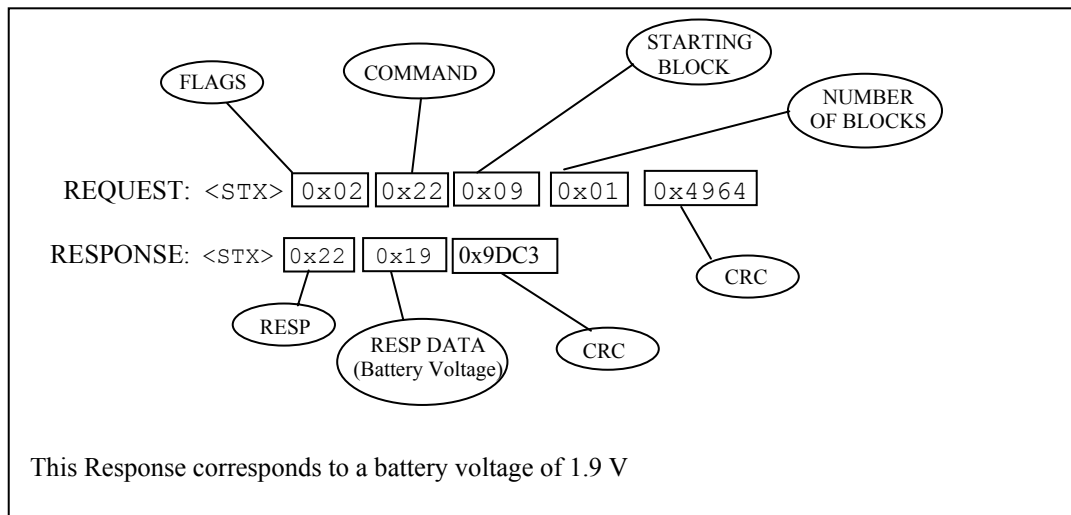 STARTING
BLOCK
COMMAND
FLAGS
NUMBER
OF BLOCKS
REQUEST: <STX> 0x02 0x22 0x09 0x01 0x4964
RESPONSE: <STX> 0x22 0x19 0x9DC3
CRC
RESP
RESP DATA
(Battery Voltage)
CRC
This Response corresponds to a battery voltage of 1.9 V